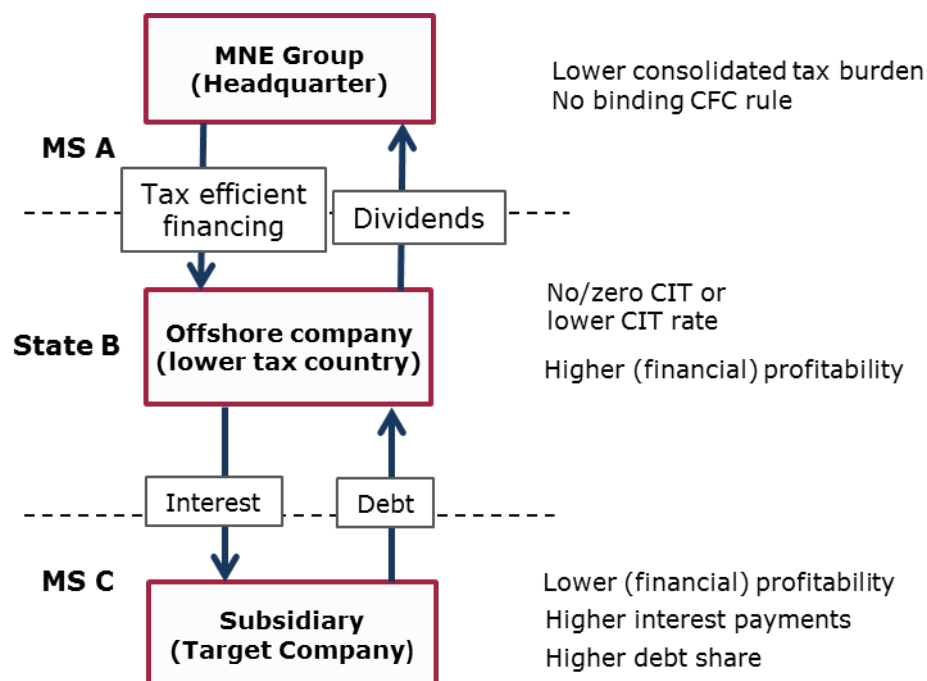 MNE Group
(Headquarter)
Lower consolidated tax burden
No binding CFC rule
MS A
Tax efficient
financing
Dividends
State B
Offshore company
(lower tax country)
No/zero CIT or
lower CIT rate
Higher (financial) profitability
Interest
Debt
MS C
Subsidiary
(Target Company)
Lower (financial) profitability
Higher interest payments
Higher debt share